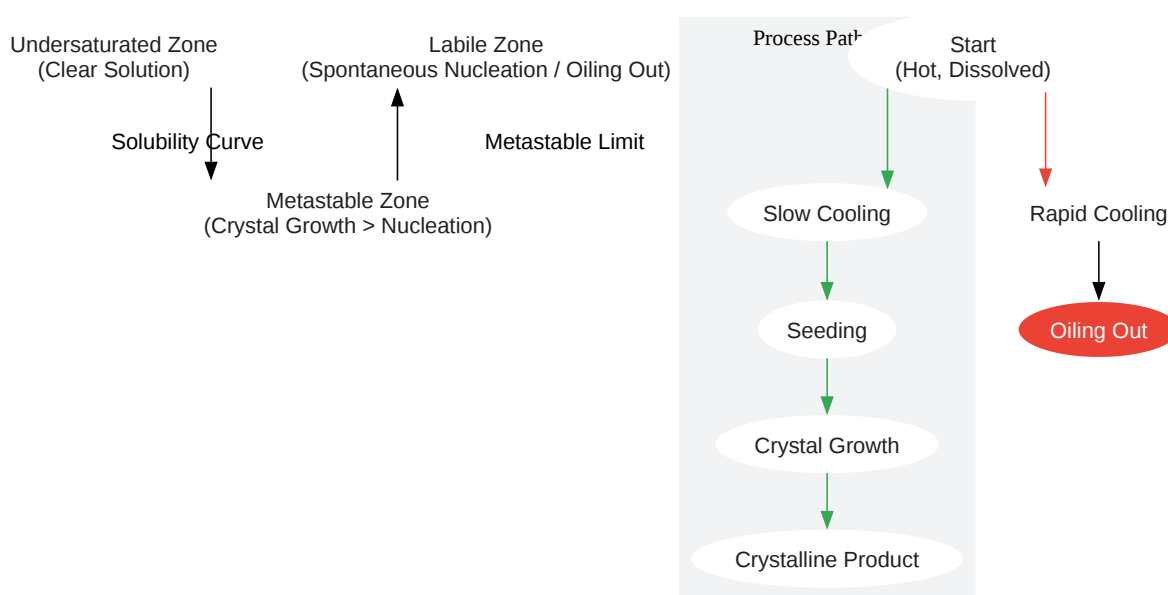 Undersaturated Zone
(Clear Solution)
Labile Zone
(Spontaneous Nucleation / Oiling Out)
Solubility Curve
Metastable Limit
Metastable Zone
(Crystal Growth > Nucleation)
Process Path
Start
(Hot, Dissolved)
Slow Cooling
Rapid Cooling
Seeding
Oiling Out
Crystal Growth
Crystalline Product